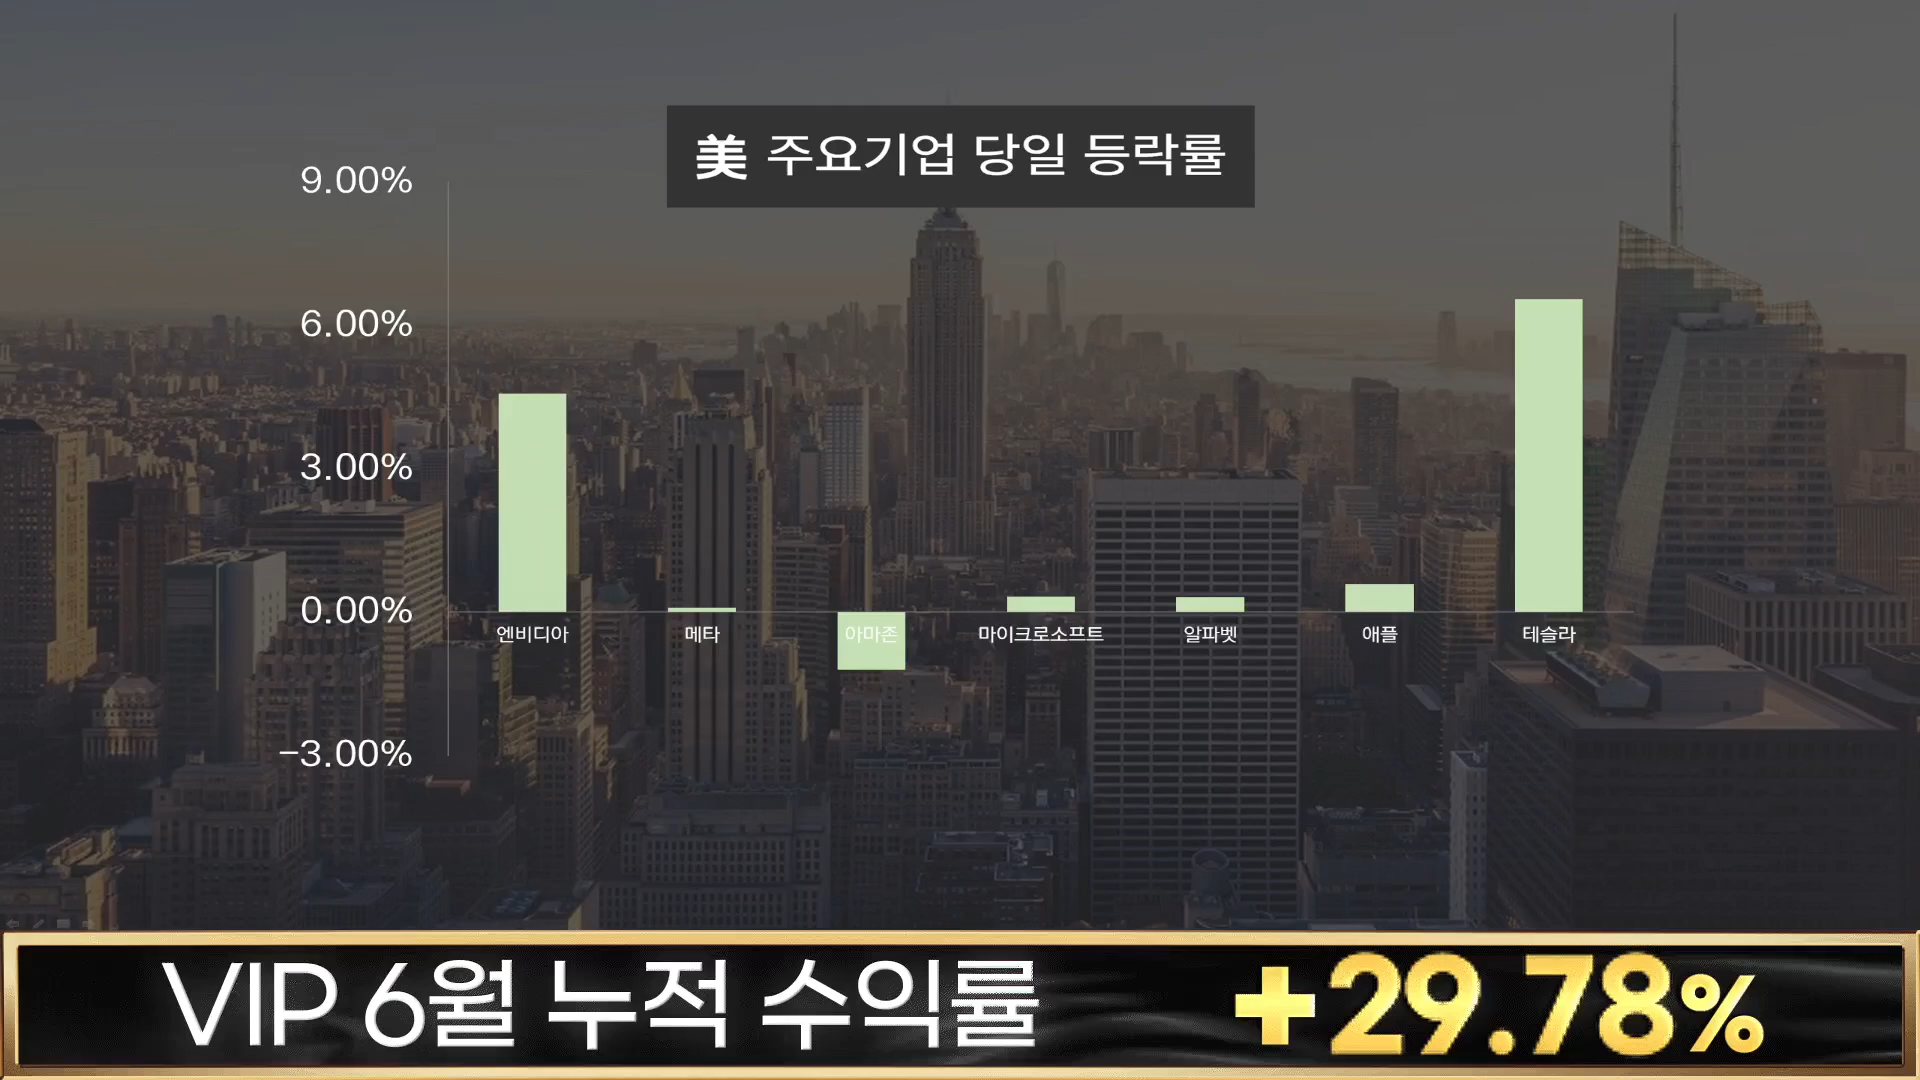 美 주요기업 당일 등락률
9.00%
6.00%
3.00%
0.00%
−3.00%
엔비디아 메타 아마존 마이크로소프트 알파벳 애플 테슬라
VIP 6월 누적 수익률 +29.78%